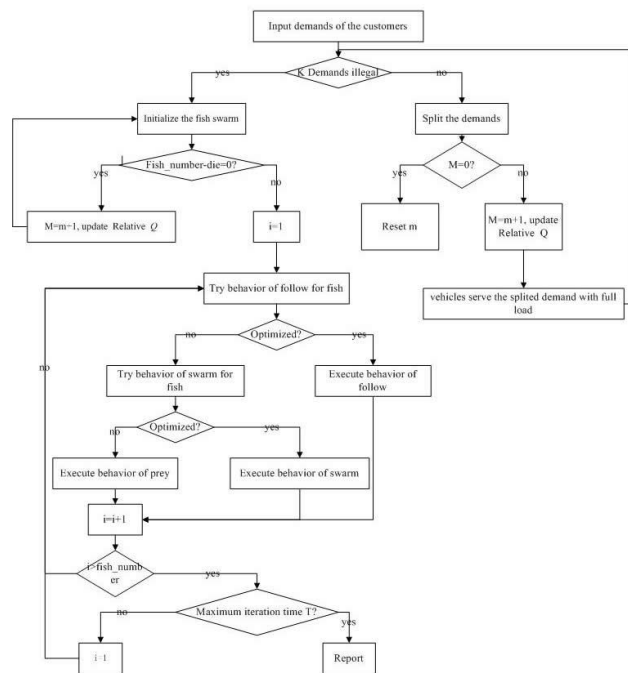 Input demands of the customers
K Demands illegal
yes
no
Initialize the fish swarm
Split the demands
Fish_number-die=0?
M=0?
yes
no
yes
no
M=m-1, update Relative Q
i=1
Reset m
M=m+1, update
Relative Q
Try behavior of follow for fish
vehicles serve the splited demand with full
load
Optimized?
no
yes
no
Try behavior of swarm for
fish
Execute behavior of
follow
Optimized?
no
yes
Execute behavior of prey
Execute behavior of swarm
i=i+1
i>fish_numb
er
yes
Maximum iteration time T?
no
yes
i=1
Report